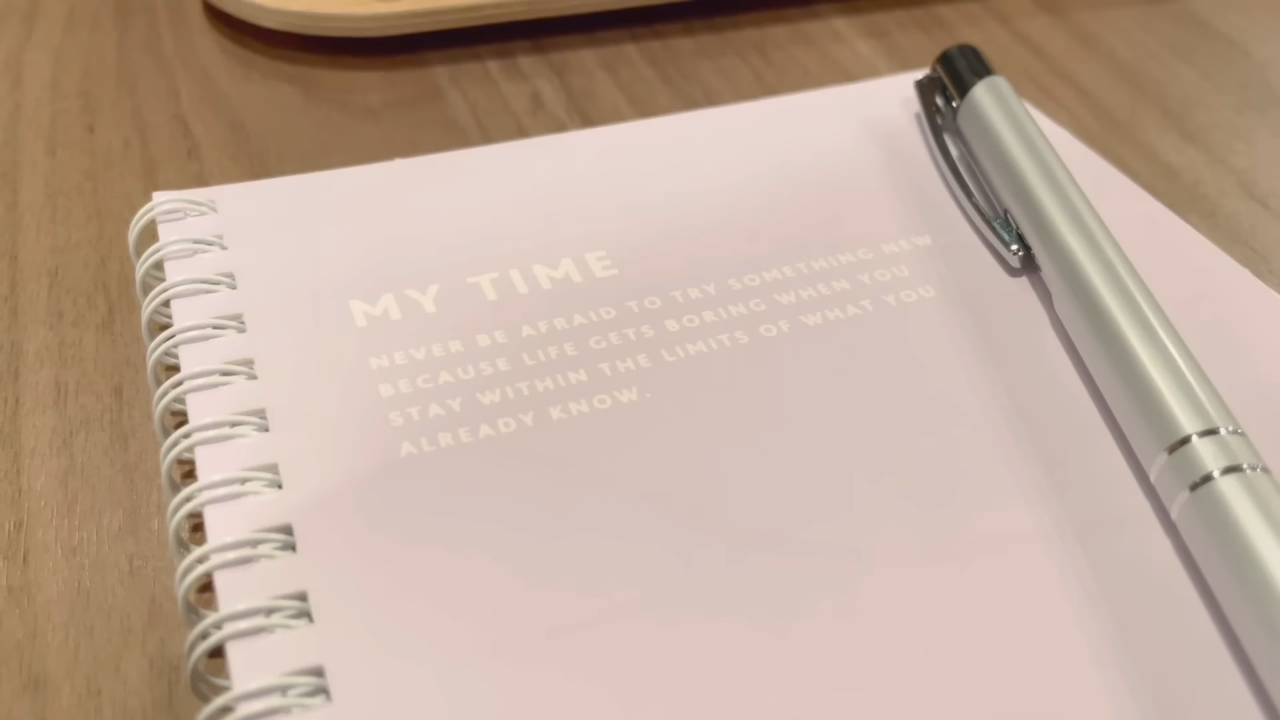 MY TIME
NEVER BE AFRAID TO TRY SOMETHING NEW
BECAUSE LIFE GETS BORING WHEN YOU
STAY WITHIN THE LIMITS OF WHAT YOU
ALREADY KNOW.